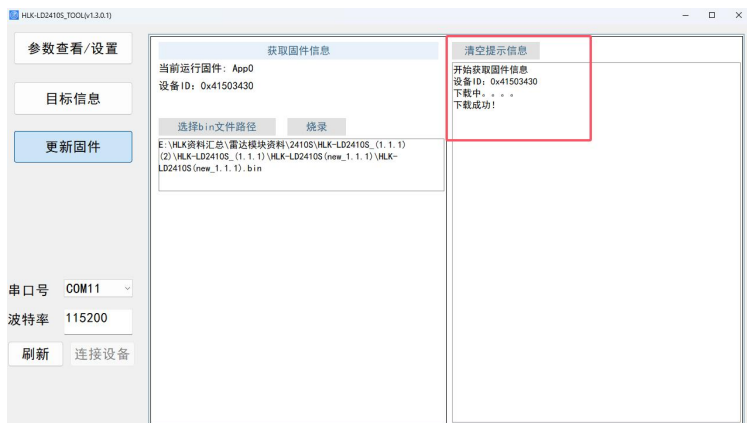 HLK-LD2410S_TOOL(v1.3.0.1)
参数查看/设置
目标信息
更新固件
串口号 COM11
波特率 115200
刷新 连接设备
获取固件信息
当前运行固件: App0
设备ID: 0x41503430
选择bin文件路径 烧录
E:\HLK资料汇总\雷达模块资料\2410S\HLK-LD2410S_(1.1.1)
(2)\HLK-LD2410S_(1.1.1)\HLK-LD2410S(new_1.1.1)\HLK-
LD2410S(new_1.1.1).bin
清空提示信息
开始获取固件信息
设备ID: 0x41503430
下载中。。。。
下载成功!